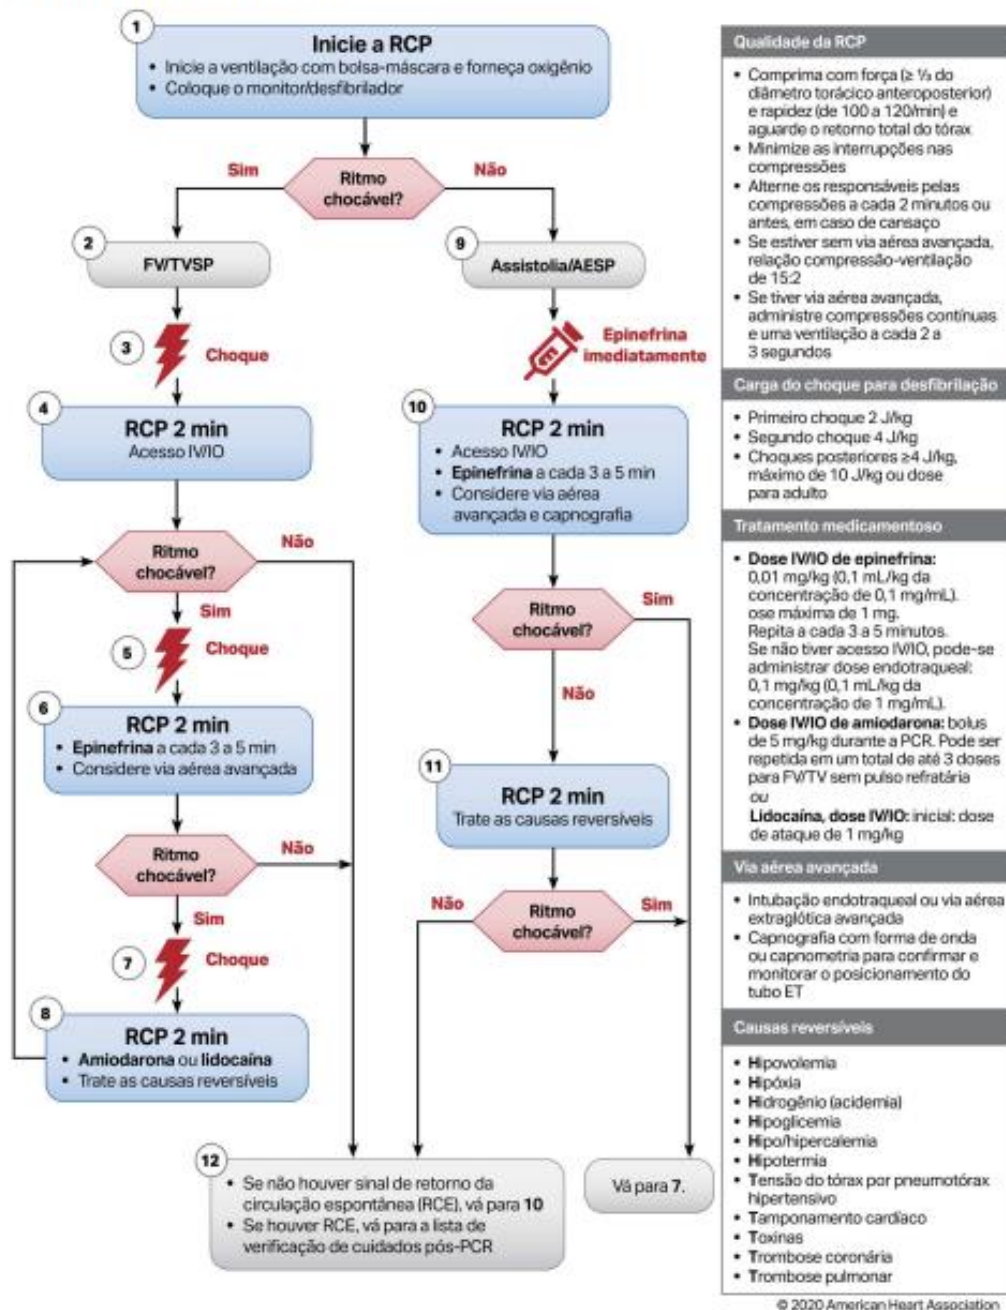 1
Inicie a RCP
• Inicie a ventilação com bolsa-máscara e forneça oxigênio
• Coloque o monitor/desfibrilador
Sim
Ritmo
chocável?
Não
2
FV/TVSP
9
Assistolia/AESP
3
Choque
Epinefrina
imediatamente
4
RCP 2 min
Acesso IV/IO
10
RCP 2 min
• Acesso IV/IO
• Epinefrina a cada 3 a 5 min
• Considere via aérea
avançada e capnografia
Ritmo
chocável?
Não
Sim
5
Choque
Ritmo
chocável?
Sim
Não
6
RCP 2 min
• Epinefrina a cada 3 a 5 min
• Considere via aérea avançada
11
RCP 2 min
Trate as causas reversíveis
Ritmo
chocável?
Não
Sim
7
Choque
Não
Ritmo
chocável?
Sim
8
RCP 2 min
• Amiodarona ou lidocaína
• Trate as causas reversíveis
12
• Se não houver sinal de retorno da
circulação espontânea (RCE), vá para 10
• Se houver RCE, vá para a lista de
verificação de cuidados pós-PCR
Vá para 7.
Qualidade da RCP
• Comprima com força (≥ ⅓ do
diâmetro torácico anteroposterior)
e rapidez (de 100 a 120/min) e
aguarde o retorno total do tórax
• Minimize as interrupções nas
compressões
• Alterne os responsáveis pelas
compressões a cada 2 minutos ou
antes, em caso de cansaço
• Se estiver sem via aérea avançada,
relação compressão-ventilação
de 15:2
• Se tiver via aérea avançada,
administre compressões contínuas
e uma ventilação a cada 2 a
3 segundos
Carga do choque para desfibrilação
• Primeiro choque 2 J/kg
• Segundo choque 4 J/kg
• Choques posteriores ≥4 J/kg,
máximo de 10 J/kg ou dose
para adulto
Tratamento medicamentoso
• Dose IV/IO de epinefrina:
0,01 mg/kg (0,1 mL/kg da
concentração de 0,1 mg/mL).
ose máxima de 1 mg.
Repita a cada 3 a 5 minutos.
Se não tiver acesso IV/IO, pode-se
administrar dose endotraqueal:
0,1 mg/kg (0,1 mL/kg da
concentração de 1 mg/mL).
• Dose IV/IO de amiodarona: bolus
de 5 mg/kg durante a PCR. Pode ser
repetida em um total de até 3 doses
para FV/TV sem pulso refratária
ou
Lidocaína, dose IV/IO: inicial: dose
de ataque de 1 mg/kg
Via aérea avançada
• Intubação endotraqueal ou via aérea
extraglótica avançada
• Capnografia com forma de onda
ou capnometria para confirmar e
monitorar o posicionamento do
tubo ET
Causas reversíveis
• Hipovolemia
• Hipóxia
• Hidrogênio (acidemia)
• Hipoglicemia
• Hipo/hipercalemia
• Hipotermia
• Tensão do tórax por pneumotórax
hipertensivo
• Tamponamento cardíaco
• Toxinas
• Trombose coronária
• Trombose pulmonar
© 2020 American Heart Association